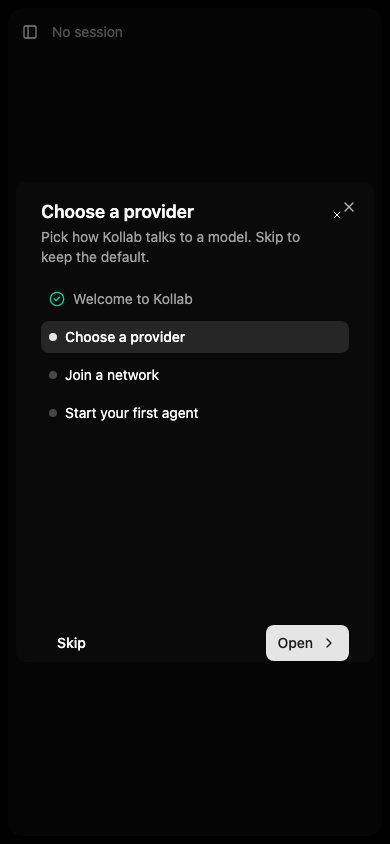 No session
Choose a provider
Pick how Kollab talks to a model. Skip to
keep the default.
Welcome to Kollab
Choose a provider
Join a network
Start your first agent
Skip
Open